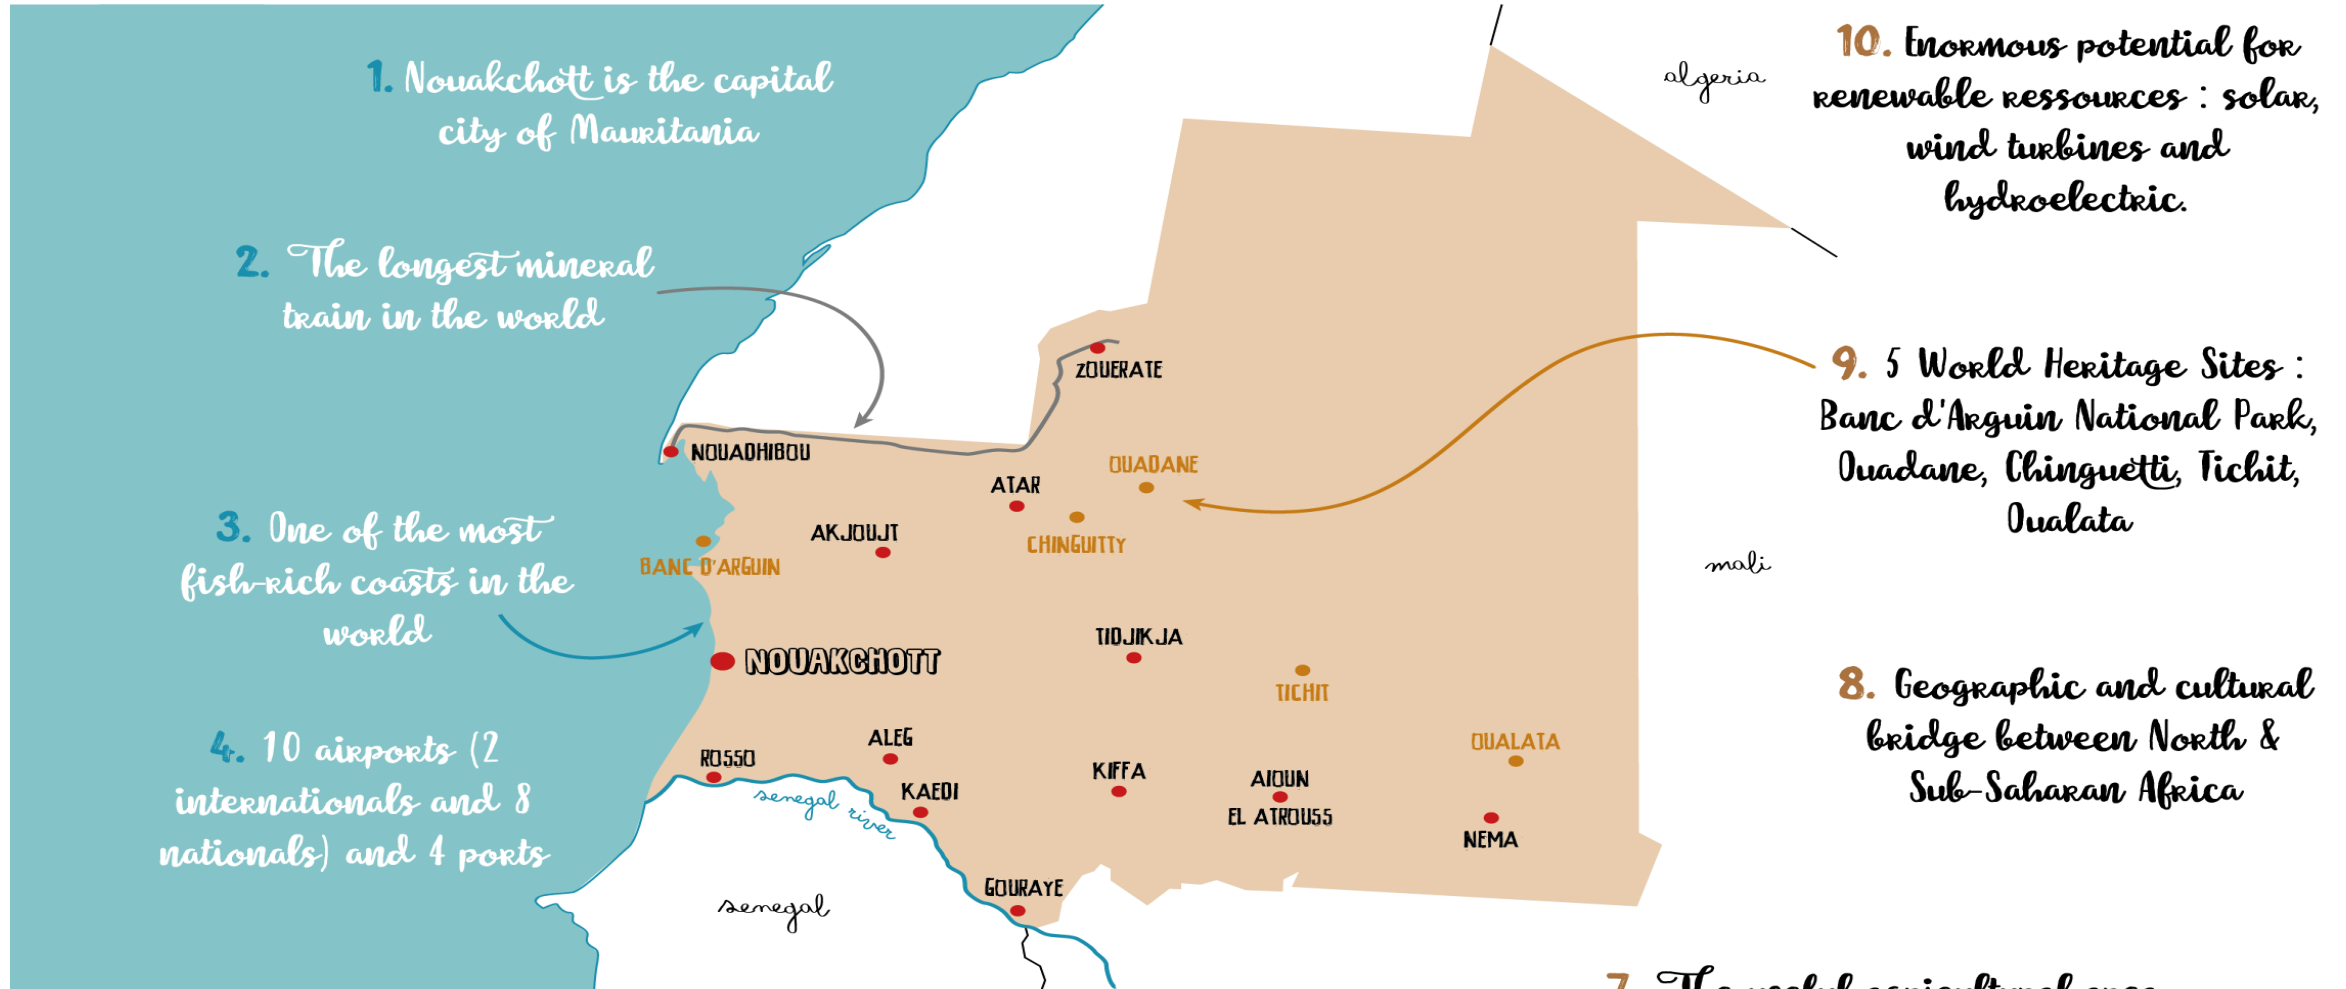 1. Nouakchott is the capital
city of Mauritania
2. The longest mineral
train in the world
3. One of the most
fish-rich coasts in the
world
4. 10 airports (2
internationals and 8
nationals) and 4 ports
10. Enormous potential for
renewable ressources : solar,
wind turbines and
hydroelectric.
9. 5 World Heritage Sites :
Banc d'Arguin National Park,
Ouadane, Chinguetti, Tichit,
Oualata
8. Geographic and cultural
bridge between North &
Sub-Saharan Africa
7. The useful agricultural area
algeria
mali
senegal
senegal river
ZOUERATE
NOUADHIBOU
OUADANE
ATAR
CHINGUITTY
AKJOUJT
BANC D'ARGUIN
TIDJIKJA
NOUAKCHOTT
TICHIT
ALEG
OUALATA
ROSSO
KIFFA
AIOUN
EL ATROUSS
KAEDI
NEMA
GOURAYE